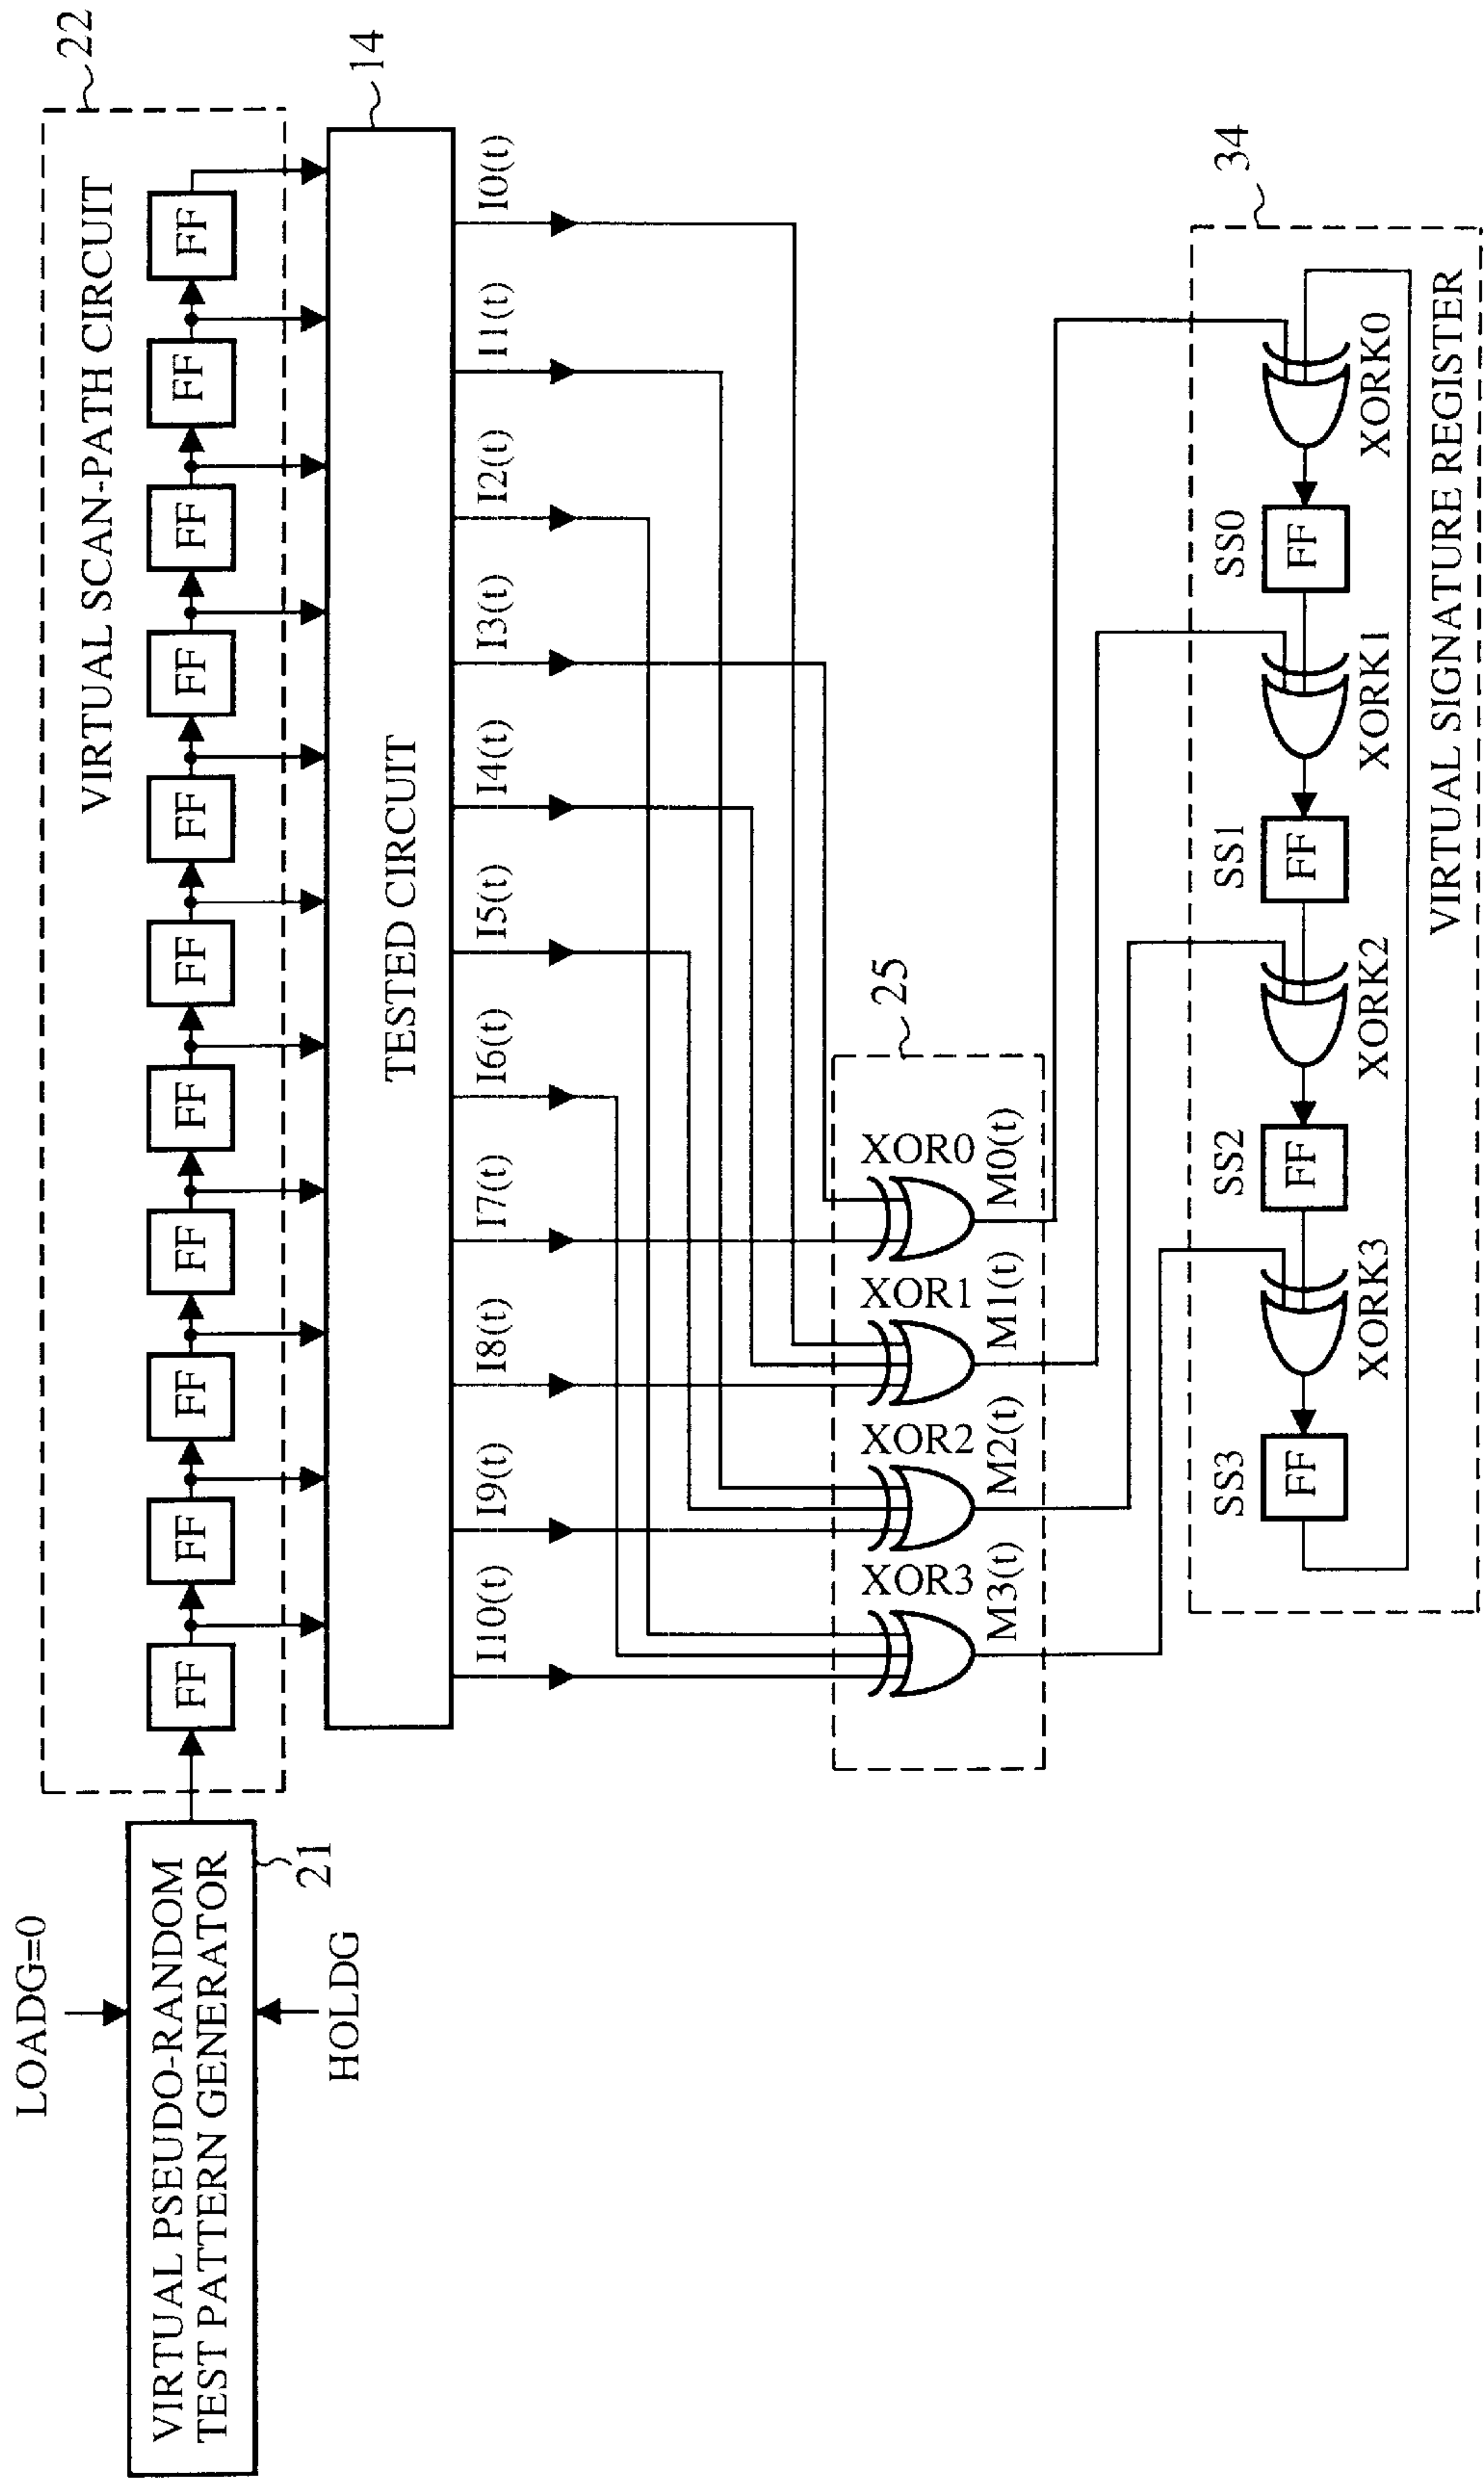 LOADG=0
VIRTUAL PSEUDO-RANDOM
TEST PATTERN GENERATOR
21
HOLDG
22
VIRTUAL SCAN-PATH CIRCUIT
FF
FF
FF
FF
FF
FF
FF
FF
FF
FF
FF
14
TESTED CIRCUIT
I10(t)
I9(t)
I8(t)
I7(t)
I6(t)
I5(t)
I4(t)
I3(t)
I2(t)
I1(t)
I0(t)
25
XOR3
XOR2
XOR1
XOR0
M3(t)
M2(t)
M1(t)
M0(t)
34
SS3
SS2
SS1
SS0
FF
FF
FF
FF
XORK3
XORK2
XORK1
XORK0
VIRTUAL SIGNATURE REGISTER